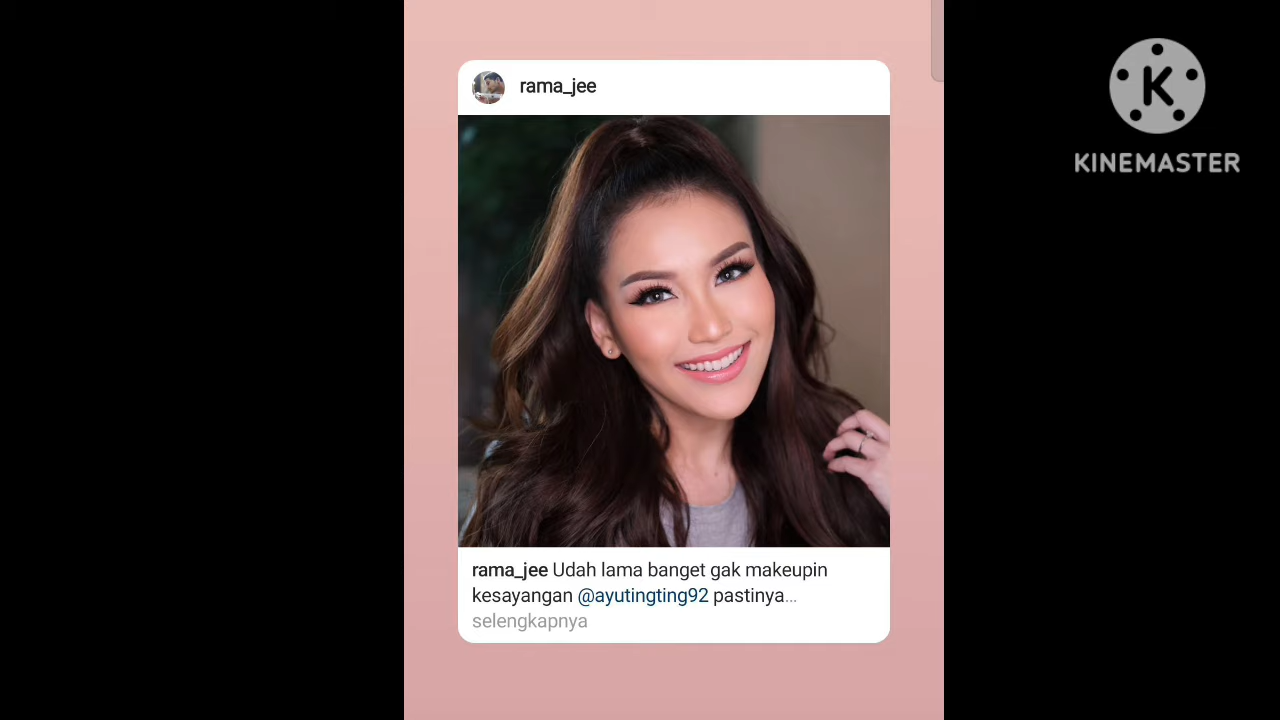 rama_jee
KINEMASTER
rama_jee Udah lama banget gak makeupin
kesayangan @ayutingting92 pastinya...
selengkapnya